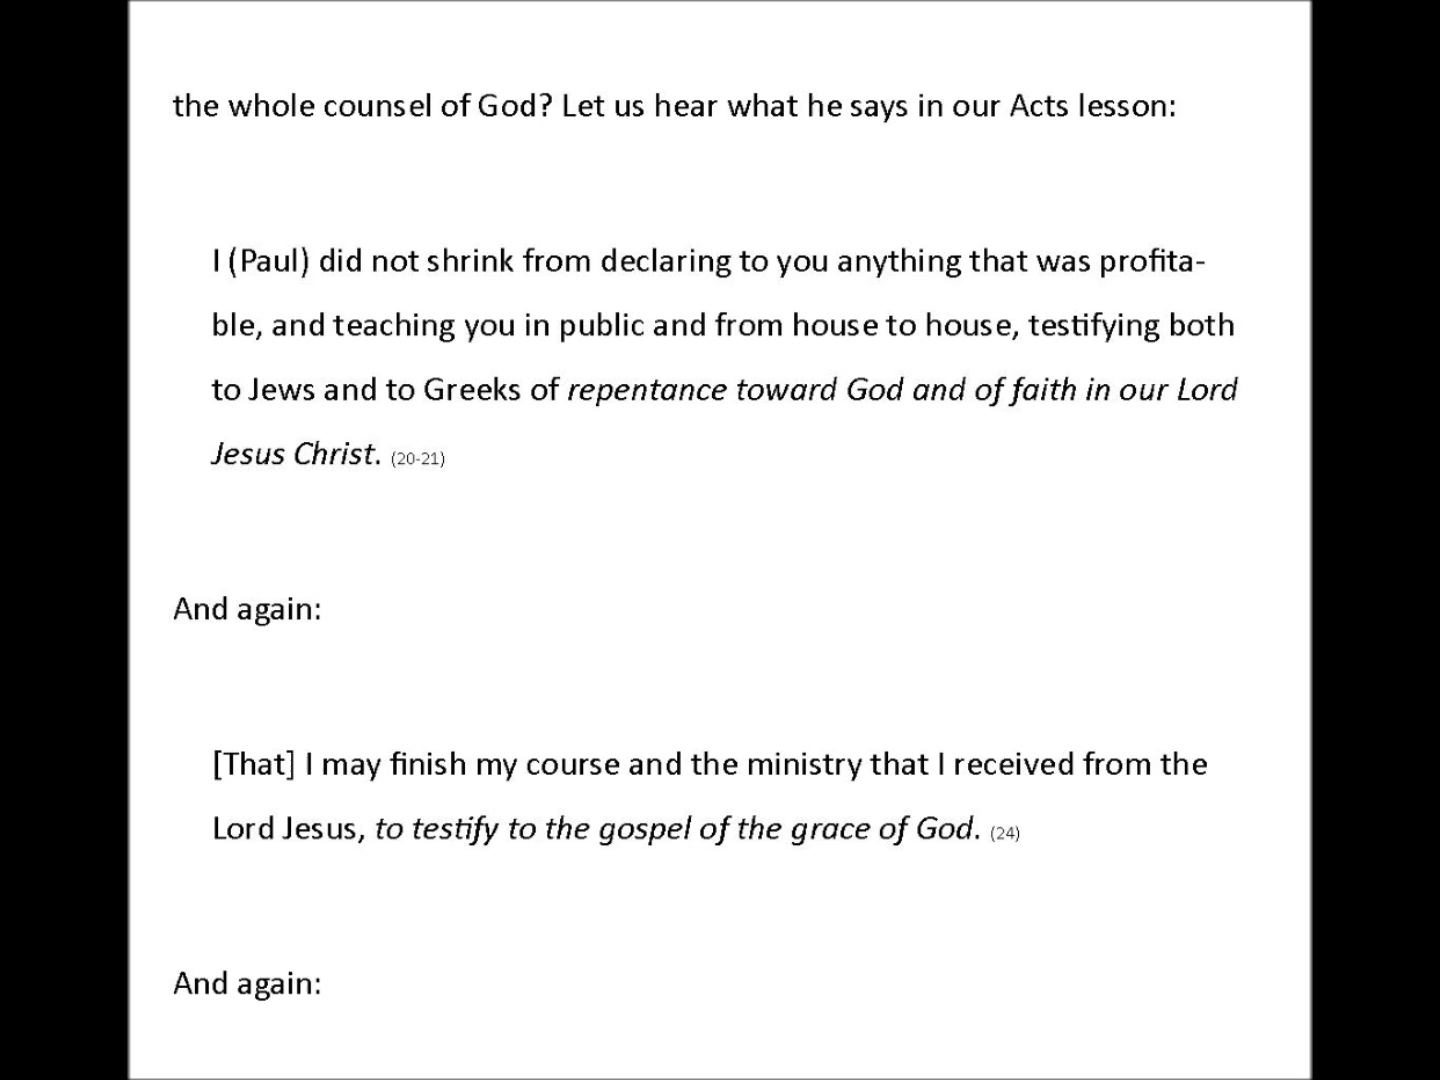 the whole counsel of God? Let us hear what he says in our Acts lesson:
I (Paul) did not shrink from declaring to you anything that was profita-
ble, and teaching you in public and from house to house, testifying both
to Jews and to Greeks of repentance toward God and of faith in our Lord
Jesus Christ. (20-21)
And again:
[That] I may finish my course and the ministry that I received from the
Lord Jesus, to testify to the gospel of the grace of God. (24)
And again: